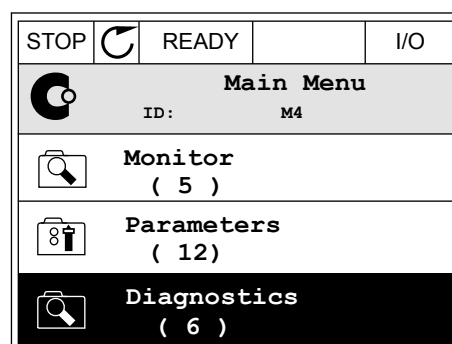 STOP READY I/O
Main Menu
ID: M4
Monitor
( 5 )
Parameters
( 12)
Diagnostics
( 6 )